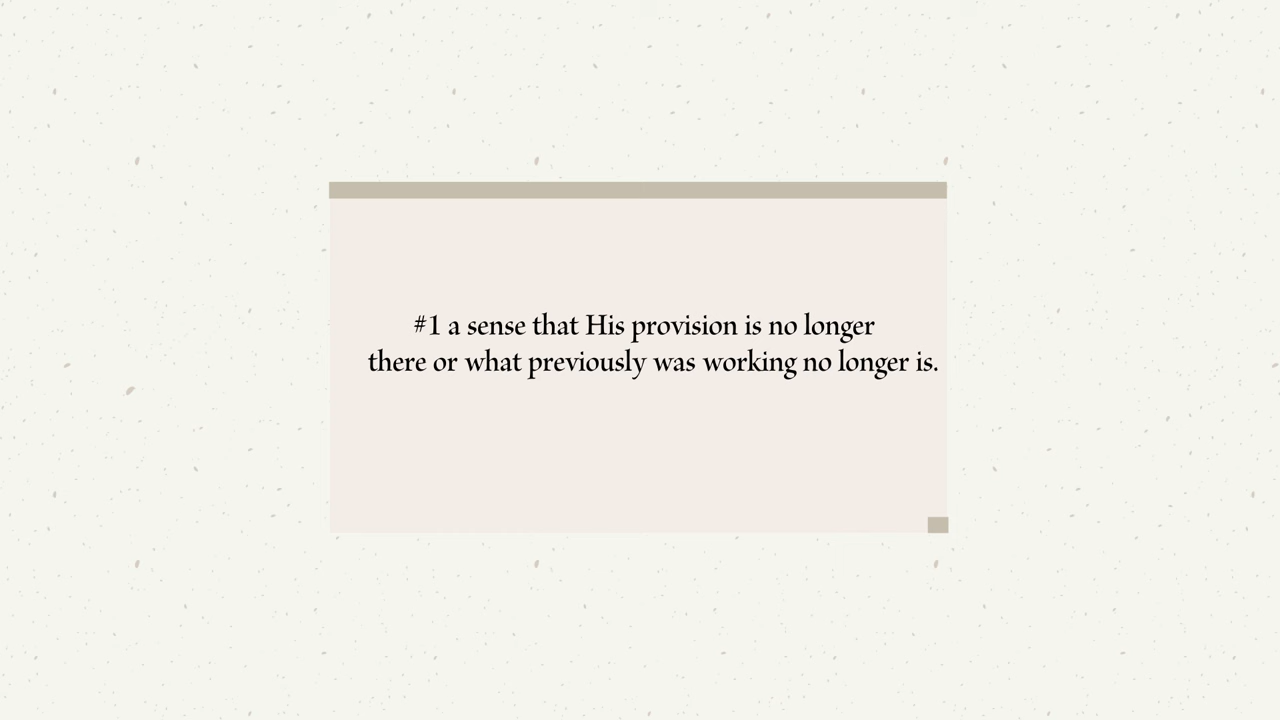 #1 a sense that His provision is no longer
there or what previously was working no longer is.